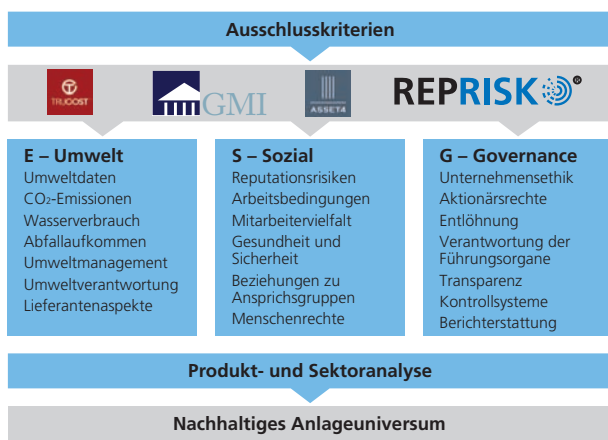 Ausschlusskriterien
TRUCOST
GMI
ASSET4
REPRISK
E – Umwelt
Umweltdaten
CO₂-Emissionen
Wasserverbrauch
Abfallaufkommen
Umweltmanagement
Umweltverantwortung
Lieferantenaspekte
S – Sozial
Reputationsrisiken
Arbeitsbedingungen
Mitarbeitervielfalt
Gesundheit und
Sicherheit
Beziehungen zu
Ansprichsgruppen
Menschenrechte
G – Governance
Unternehmensethik
Aktionärsrechte
Entlöhnung
Verantwortung der
Führungsorgane
Transparenz
Kontrollsysteme
Berichterstattung
Produkt- und Sektoranalyse
Nachhaltiges Anlageuniversum